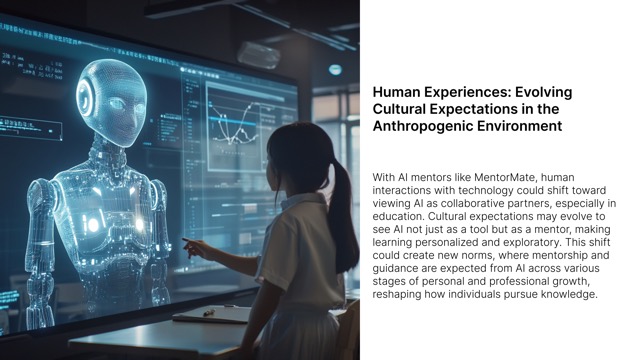 Human Experiences: Evolving
Cultural Expectations in the
Anthropogenic Environment
With AI mentors like MentorMate, human
interactions with technology could shift toward
viewing AI as collaborative partners, especially in
education. Cultural expectations may evolve to
see AI not just as a tool but as a mentor, making
learning personalized and exploratory. This shift
could create new norms, where mentorship and
guidance are expected from AI across various
stages of personal and professional growth,
reshaping how individuals pursue knowledge.